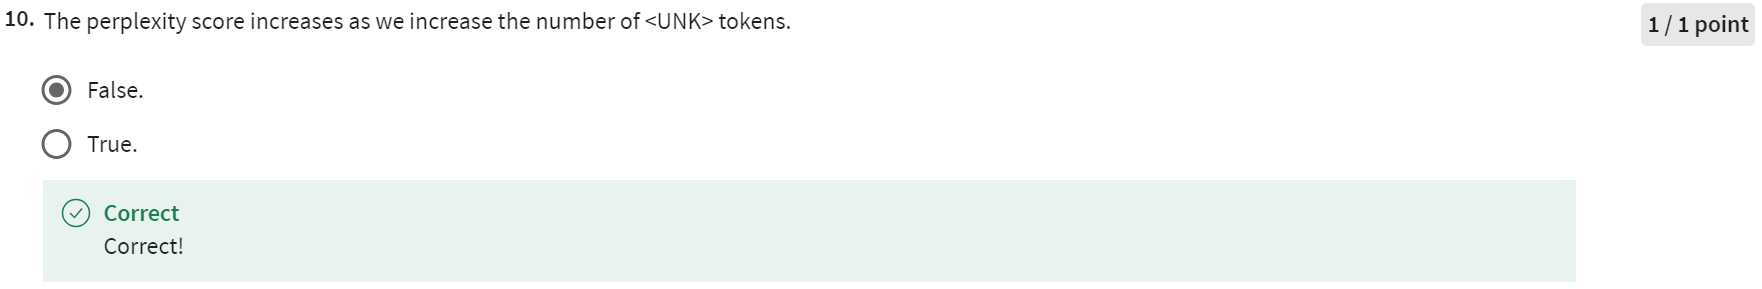 10. The perplexity score increases as we increase the number of <UNK> tokens.
1 / 1 point
False.
True.
Correct
Correct!